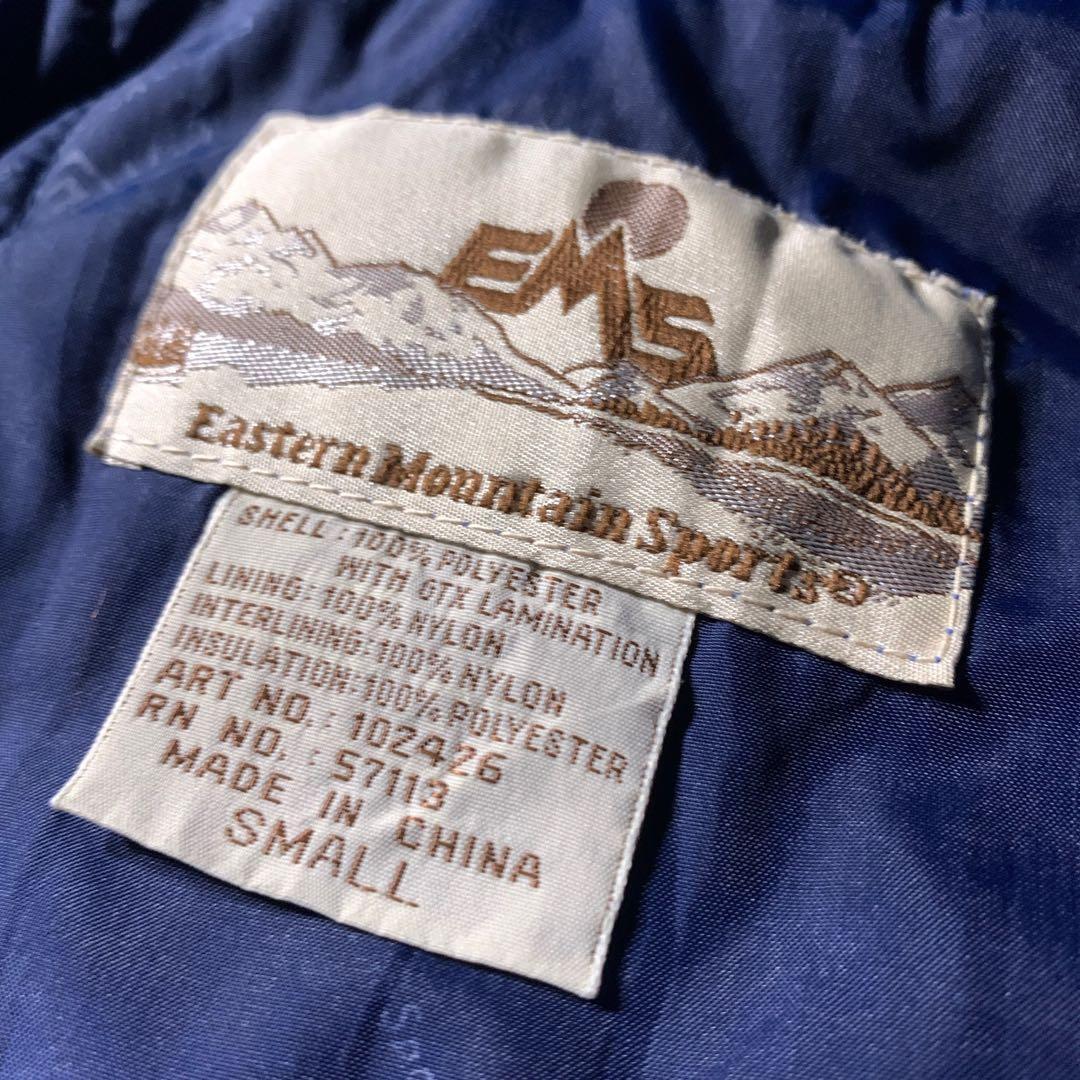 EMS
Eastern Mountain Sports®
SHELL : 100% POLYESTER
WITH GTX LAMINATION
LINING: 100% NYLON
INTERLINING:100% NYLON
INSULATION:100% POLYESTER
ART NO. : 102426
RN NO. : 57113
MADE IN CHINA
SMALL